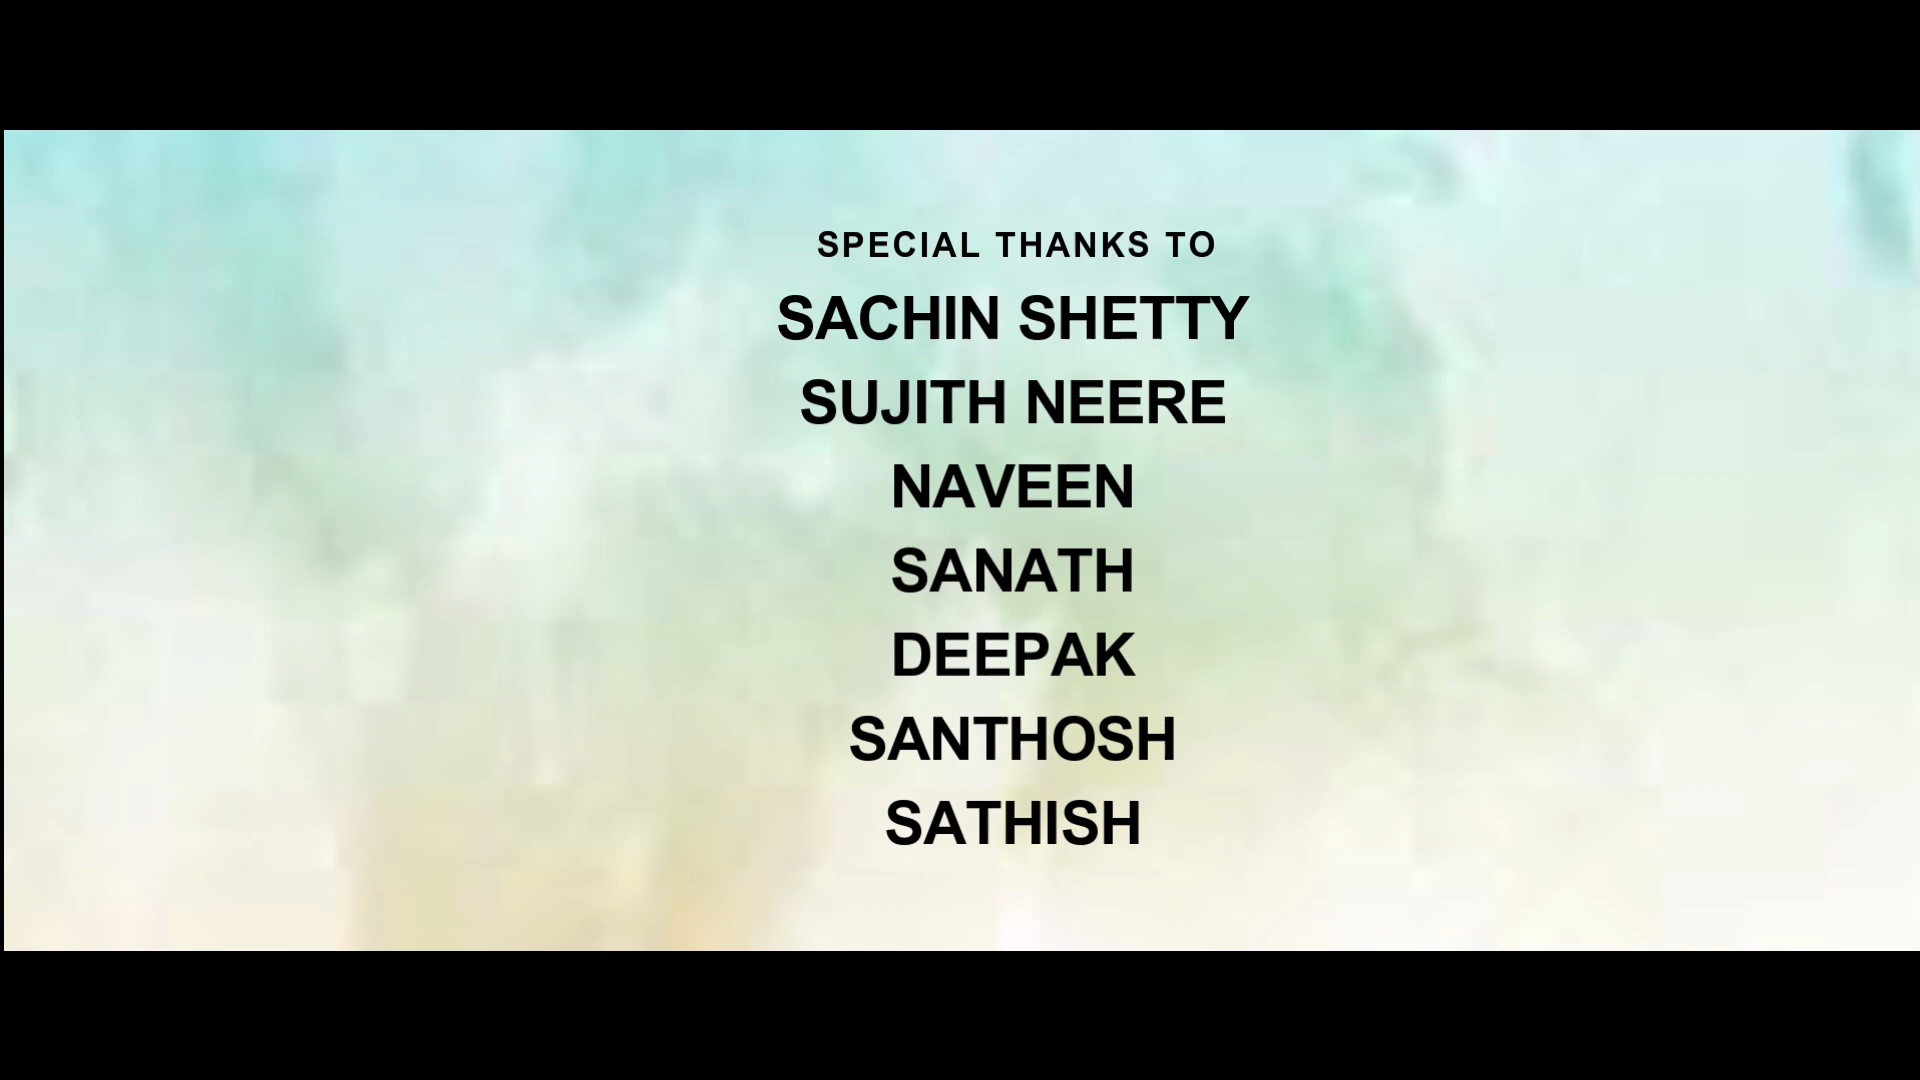 SPECIAL THANKS TO
SACHIN SHETTY
SUJITH NEERE
NAVEEN
SANATH
DEEPAK
SANTHOSH
SATHISH